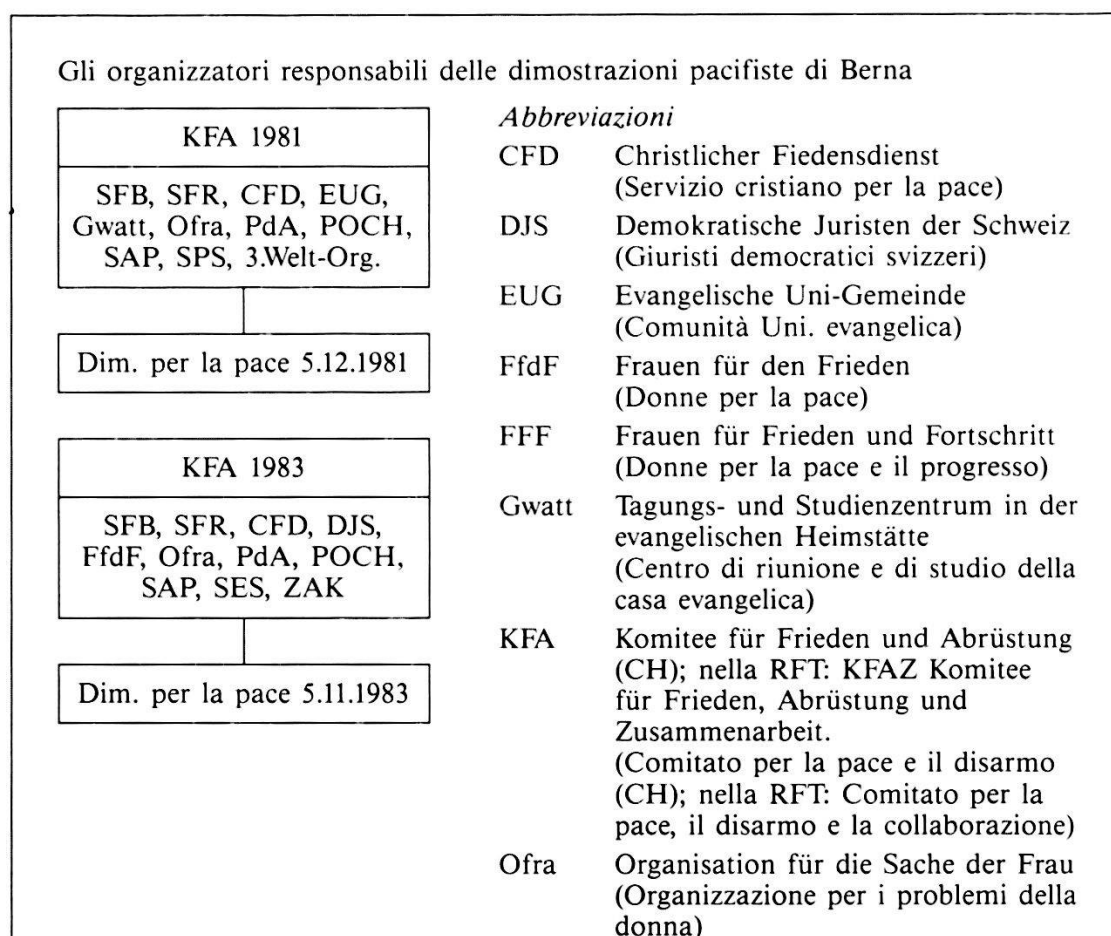 Gli organizzatori responsabili delle dimostrazioni pacifiste di Berna
KFA 1981
SFB, SFR, CFD, EUG,
Gwatt, Ofra, PdA, POCH,
SAP, SPS, 3.Welt-Org.
Dim. per la pace 5.12.1981
KFA 1983
SFB, SFR, CFD, DJS,
FfdF, Ofra, PdA, POCH,
SAP, SES, ZAK
Dim. per la pace 5.11.1983
Abbreviazioni
CFD Christlicher Fiedensdienst
(Servizio cristiano per la pace)
DJS Demokratische Juristen der Schweiz
(Giuristi democratici svizzeri)
EUG Evangelische Uni-Gemeinde
(Comunità Uni. evangelica)
FfdF Frauen für den Frieden
(Donne per la pace)
FFF Frauen für Frieden und Fortschritt
(Donne per la pace e il progresso)
Gwatt Tagungs- und Studienzentrum in der
evangelischen Heimstätte
(Centro di riunione e di studio della
casa evangelica)
KFA Komitee für Frieden und Abrüstung
(CH); nella RFT: KFAZ Komitee
für Frieden, Abrüstung und
Zusammenarbeit.
(Comitato per la pace e il disarmo
(CH); nella RFT: Comitato per la
pace, il disarmo e la collaborazione)
Ofra Organisation für die Sache der Frau
(Organizzazione per i problemi della
donna)